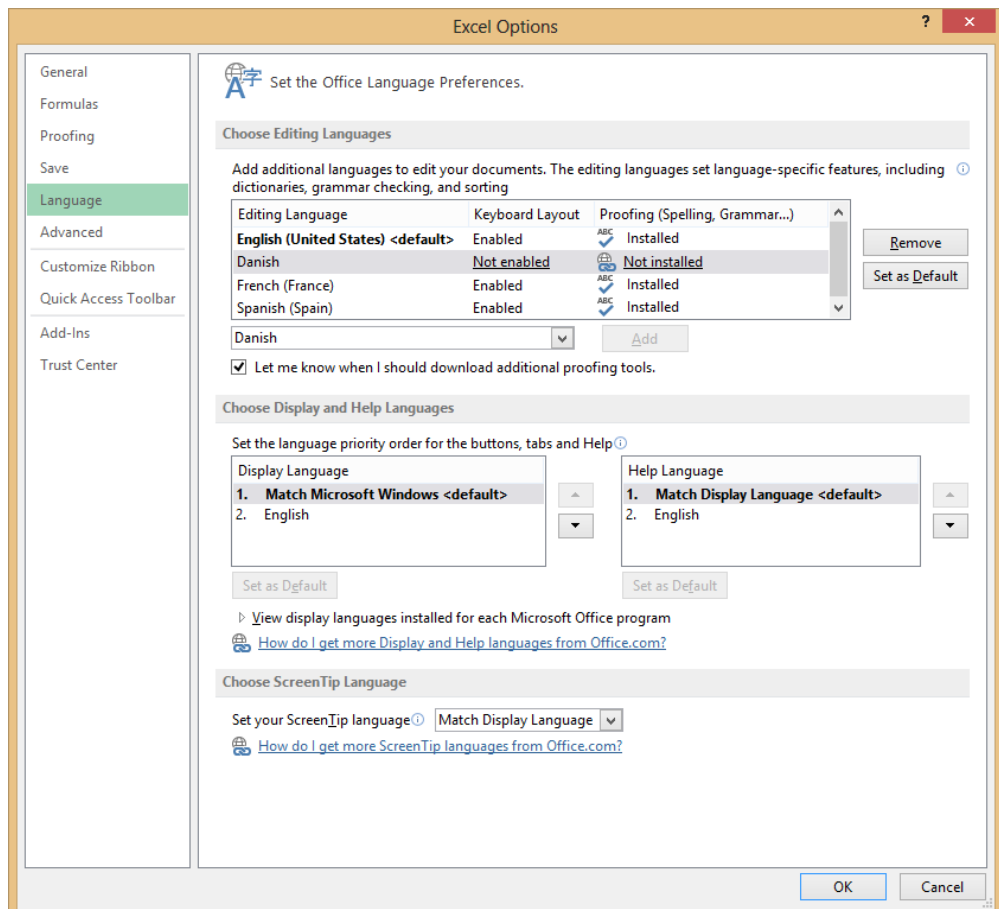 Excel Options
?
General
Formulas
Proofing
Save
Language
Advanced
Customize Ribbon
Quick Access Toolbar
Add-Ins
Trust Center
A字 Set the Office Language Preferences.
Choose Editing Languages
Add additional languages to edit your documents. The editing languages set language-specific features, including
dictionaries, grammar checking, and sorting
Editing Language Keyboard Layout Proofing (Spelling, Grammar...)
English (United States) <default> Enabled ABC Installed
Danish Not enabled Not installed
French (France) Enabled ABC Installed
Spanish (Spain) Enabled ABC Installed
Remove
Set as Default
Danish Add
Let me know when I should download additional proofing tools.
Choose Display and Help Languages
Set the language priority order for the buttons, tabs and Help
Display Language
1. Match Microsoft Windows <default>
2. English
Set as Default
Help Language
1. Match Display Language <default>
2. English
Set as Default
View display languages installed for each Microsoft Office program
How do I get more Display and Help languages from Office.com?
Choose ScreenTip Language
Set your ScreenTip language Match Display Language
How do I get more ScreenTip languages from Office.com?
OK Cancel